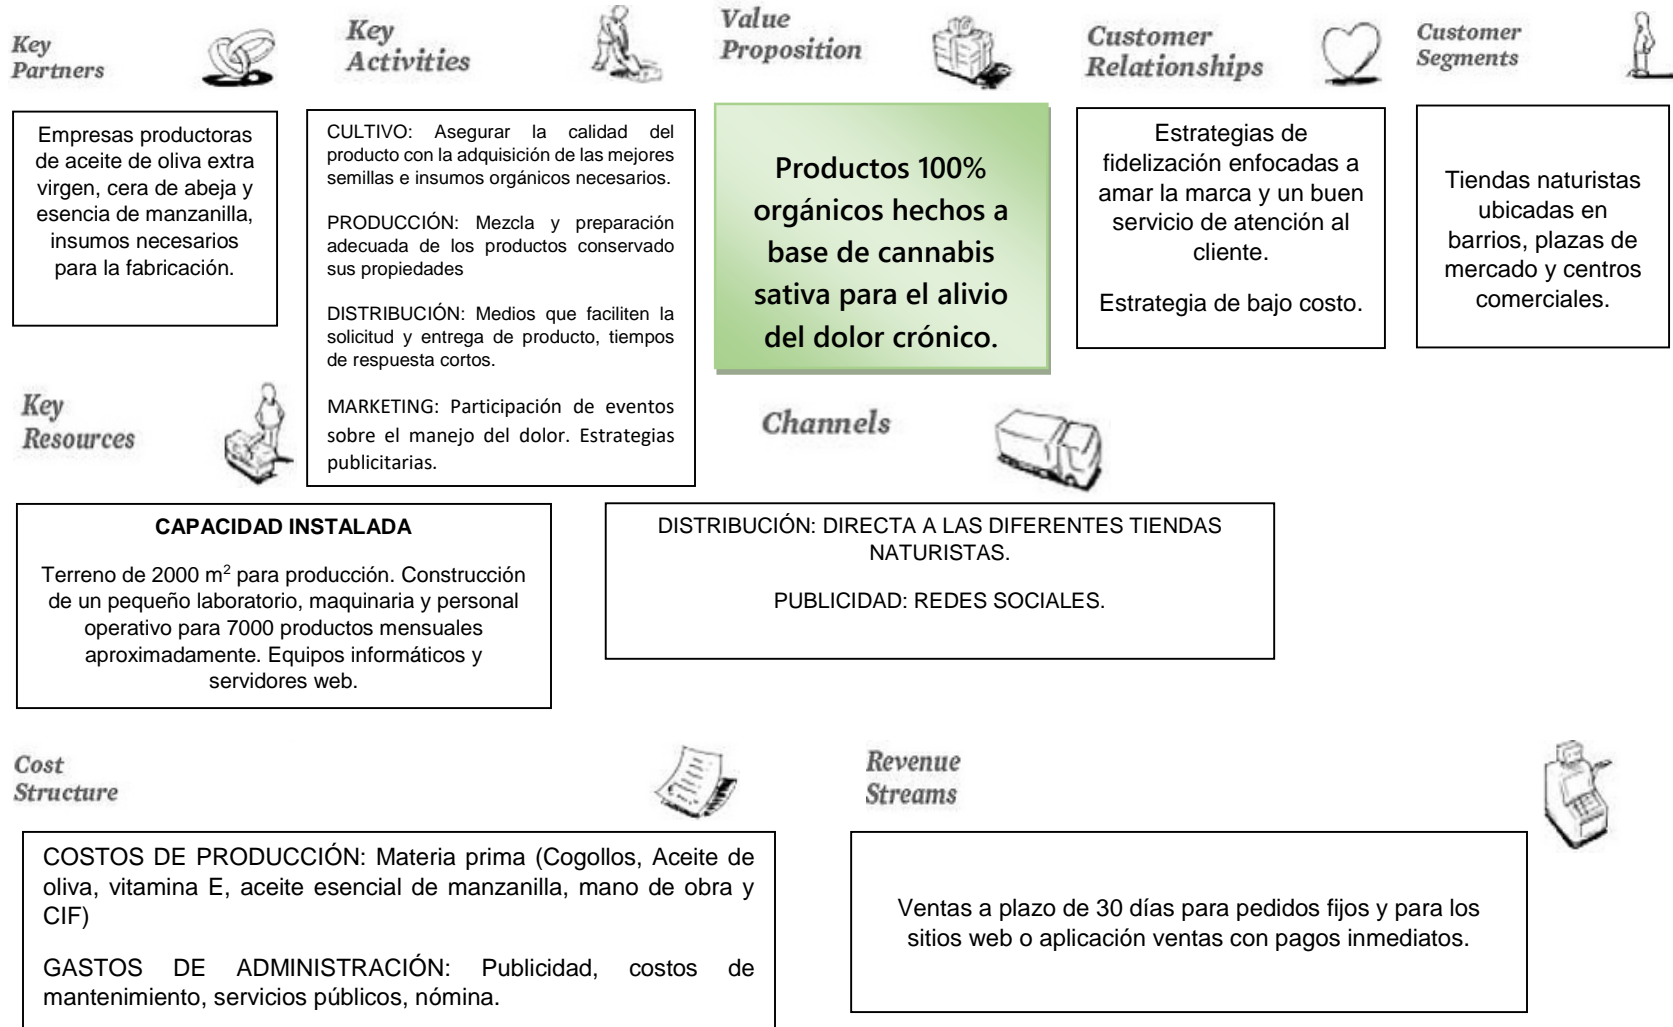 Key
Partners
Key
Activities
Value
Proposition
Customer
Relationships
Customer
Segments
Empresas productoras
de aceite de oliva extra
virgen, cera de abeja y
esencia de manzanilla,
insumos necesarios
para la fabricación.
CULTIVO: Asegurar la calidad del
producto con la adquisición de las mejores
semillas e insumos orgánicos necesarios.
PRODUCCIÓN: Mezcla y preparación
adecuada de los productos conservado
sus propiedades
DISTRIBUCIÓN: Medios que faciliten la
solicitud y entrega de producto, tiempos
de respuesta cortos.
MARKETING: Participación de eventos
sobre el manejo del dolor. Estrategias
publicitarias.
Productos 100%
orgánicos hechos a
base de cannabis
sativa para el alivio
del dolor crónico.
Estrategias de
fidelización enfocadas a
amar la marca y un buen
servicio de atención al
cliente.
Estrategia de bajo costo.
Tiendas naturistas
ubicadas en
barrios, plazas de
mercado y centros
comerciales.
Key
Resources
Channels
CAPACIDAD INSTALADA
Terreno de 2000 m² para producción. Construcción
de un pequeño laboratorio, maquinaria y personal
operativo para 7000 productos mensuales
aproximadamente. Equipos informáticos y
servidores web.
DISTRIBUCIÓN: DIRECTA A LAS DIFERENTES TIENDAS
NATURISTAS.
PUBLICIDAD: REDES SOCIALES.
Cost
Structure
Revenue
Streams
COSTOS DE PRODUCCIÓN: Materia prima (Cogollos, Aceite de
oliva, vitamina E, aceite esencial de manzanilla, mano de obra y
CIF)
GASTOS DE ADMINISTRACIÓN: Publicidad, costos de
mantenimiento, servicios públicos, nómina.
Ventas a plazo de 30 días para pedidos fijos y para los
sitios web o aplicación ventas con pagos inmediatos.